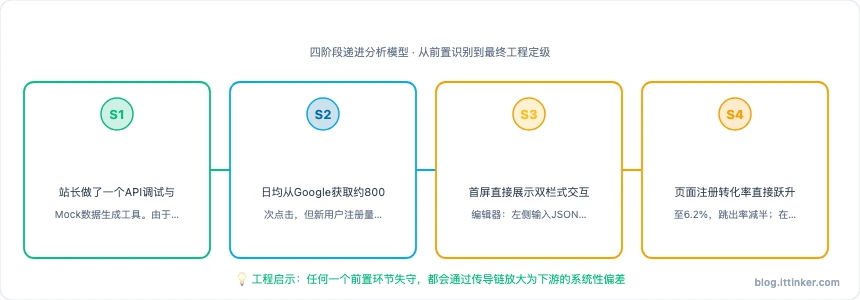 四阶段递进分析模型 · 从前置识别到最终工程定级
S1
站长做了一个API调试与
Mock数据生成工具。由于...
S2
日均从Google获取约800
次点击，但新用户注册量...
S3
首屏直接展示双栏式交互
编辑器：左侧输入JSON...
S4
页面注册转化率直接跃升
至6.2%，跳出率减半；在...
💡 工程启示：任何一个前置环节失守，都会通过传导链放大为下游的系统性偏差
blog.ittinker.com